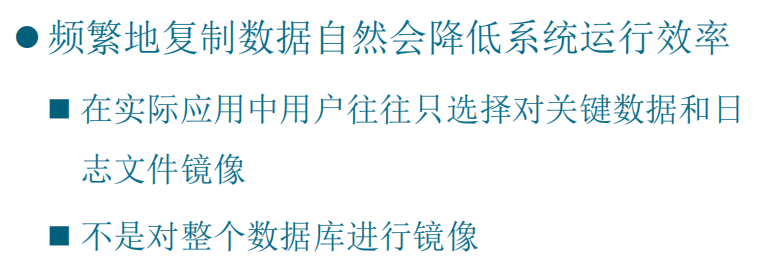 ●频繁地复制数据自然会降低系统运行效率
■ 在实际应用中用户往往只选择对关键数据和日
志文件镜像
■ 不是对整个数据库进行镜像